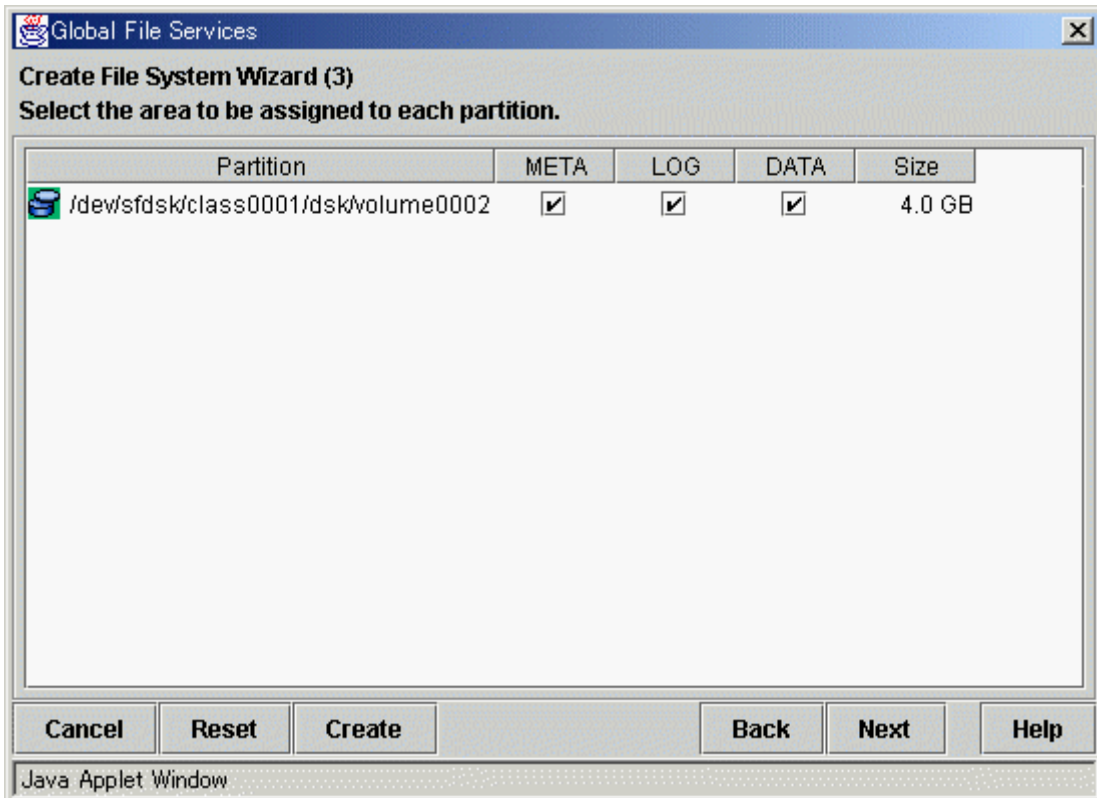 Global File Services
Create File System Wizard (3)
Select the area to be assigned to each partition.
Partition META LOG DATA Size
/dev/sfdsk/class0001/dsk/volume0002 4.0 GB
Cancel Reset Create Back Next Help
Java Applet Window